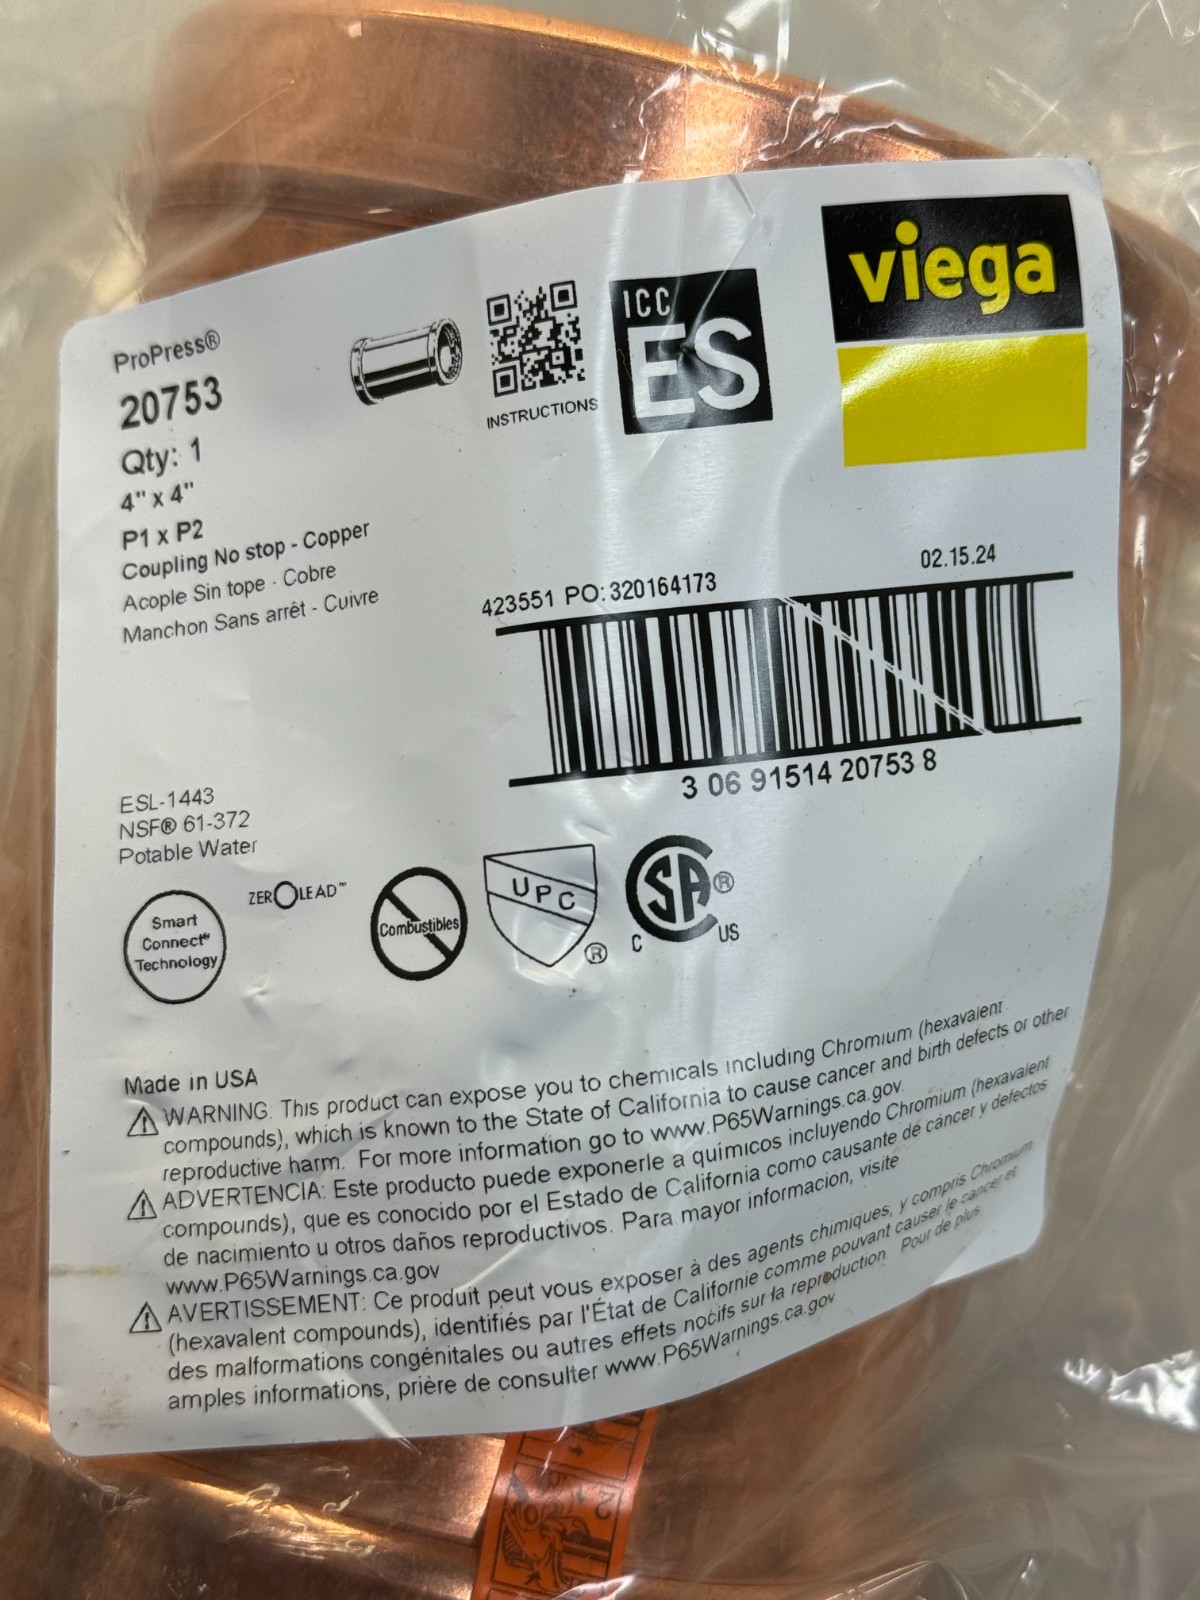 viega
ICC
ES
INSTRUCTIONS
ProPress®
20753
Qty: 1
4" x 4"
P1 x P2
Coupling No stop - Copper
Acople Sin tope - Cobre
Manchon Sans arrêt - Cuivre
02.15.24
423551 PO: 320164173
3 06 91514 20753 8
ESL-1443
NSF® 61-372
Potable Water
Smart
Connect℠
Technology
ZEROLEAD™
Combustibles
UPC
®
SA®
C US
Made in USA
WARNING: This product can expose you to chemicals including Chromium (hexavalent
compounds), which is known to the State of California to cause cancer and birth defects or other
reproductive harm. For more information go to www.P65Warnings.ca.gov.
ADVERTENCIA: Este producto puede exponerle a químicos incluyendo Chromium (hexavalent
compounds), que es conocido por el Estado de California como causante de cáncer y defectos
de nacimiento u otros daños reproductivos. Para mayor informacion, visite
www.P65Warnings.ca.gov
AVERTISSEMENT: Ce produit peut vous exposer à des agents chimiques, y compris Chromium
(hexavalent compounds), identifiés par l'État de Californie comme pouvant causer le cancer et
des malformations congénitales ou autres effets nocifs sur la reproduction. Pour de plus
amples informations, prière de consulter www.P65Warnings.ca.gov
2